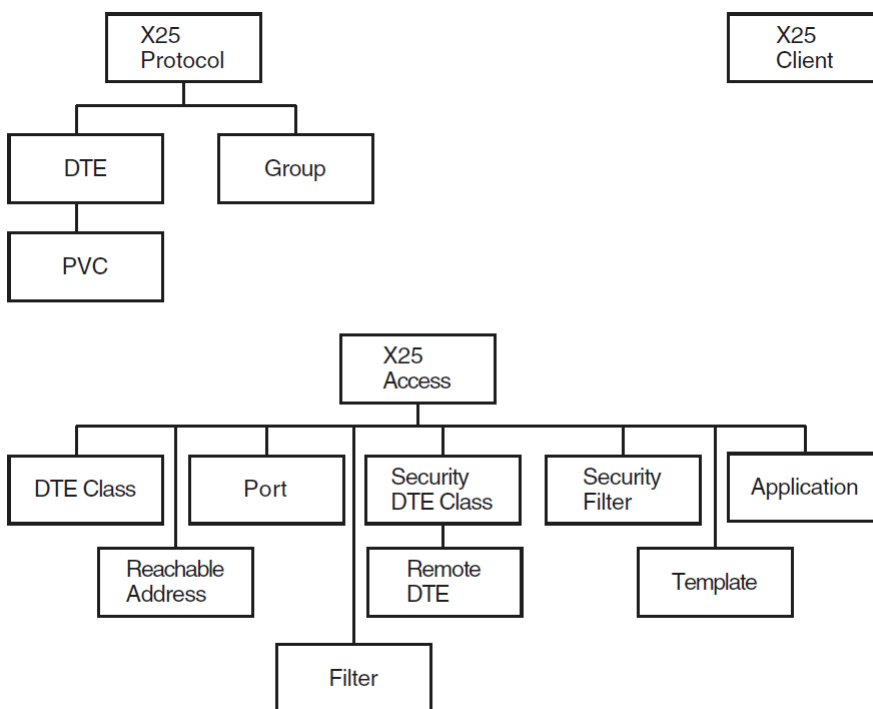 X25
Protocol
X25
Client
DTE
Group
PVC
X25
Access
DTE Class
Port
Security
DTE Class
Security
Filter
Application
Reachable
Address
Remote
DTE
Template
Filter